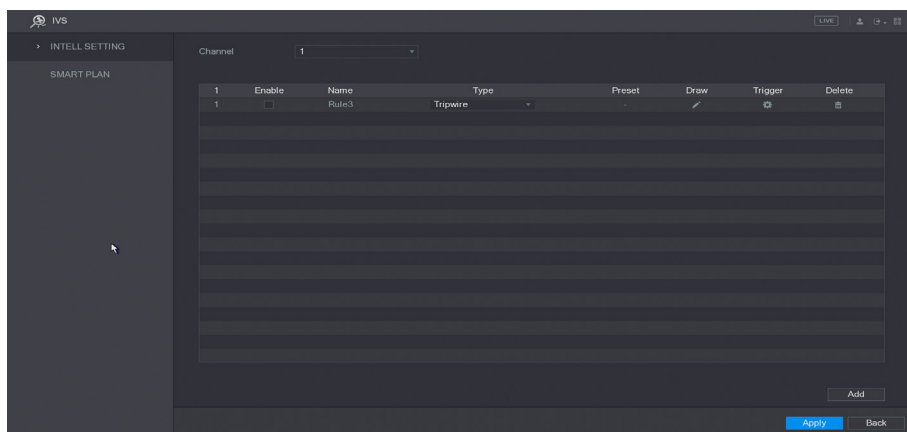 IVS LIVE
INTELL SETTING
Channel 1
SMART PLAN
1 Enable Name Type Preset Draw Trigger Delete
1 Rule3 Tripwire -
Add
Apply Back